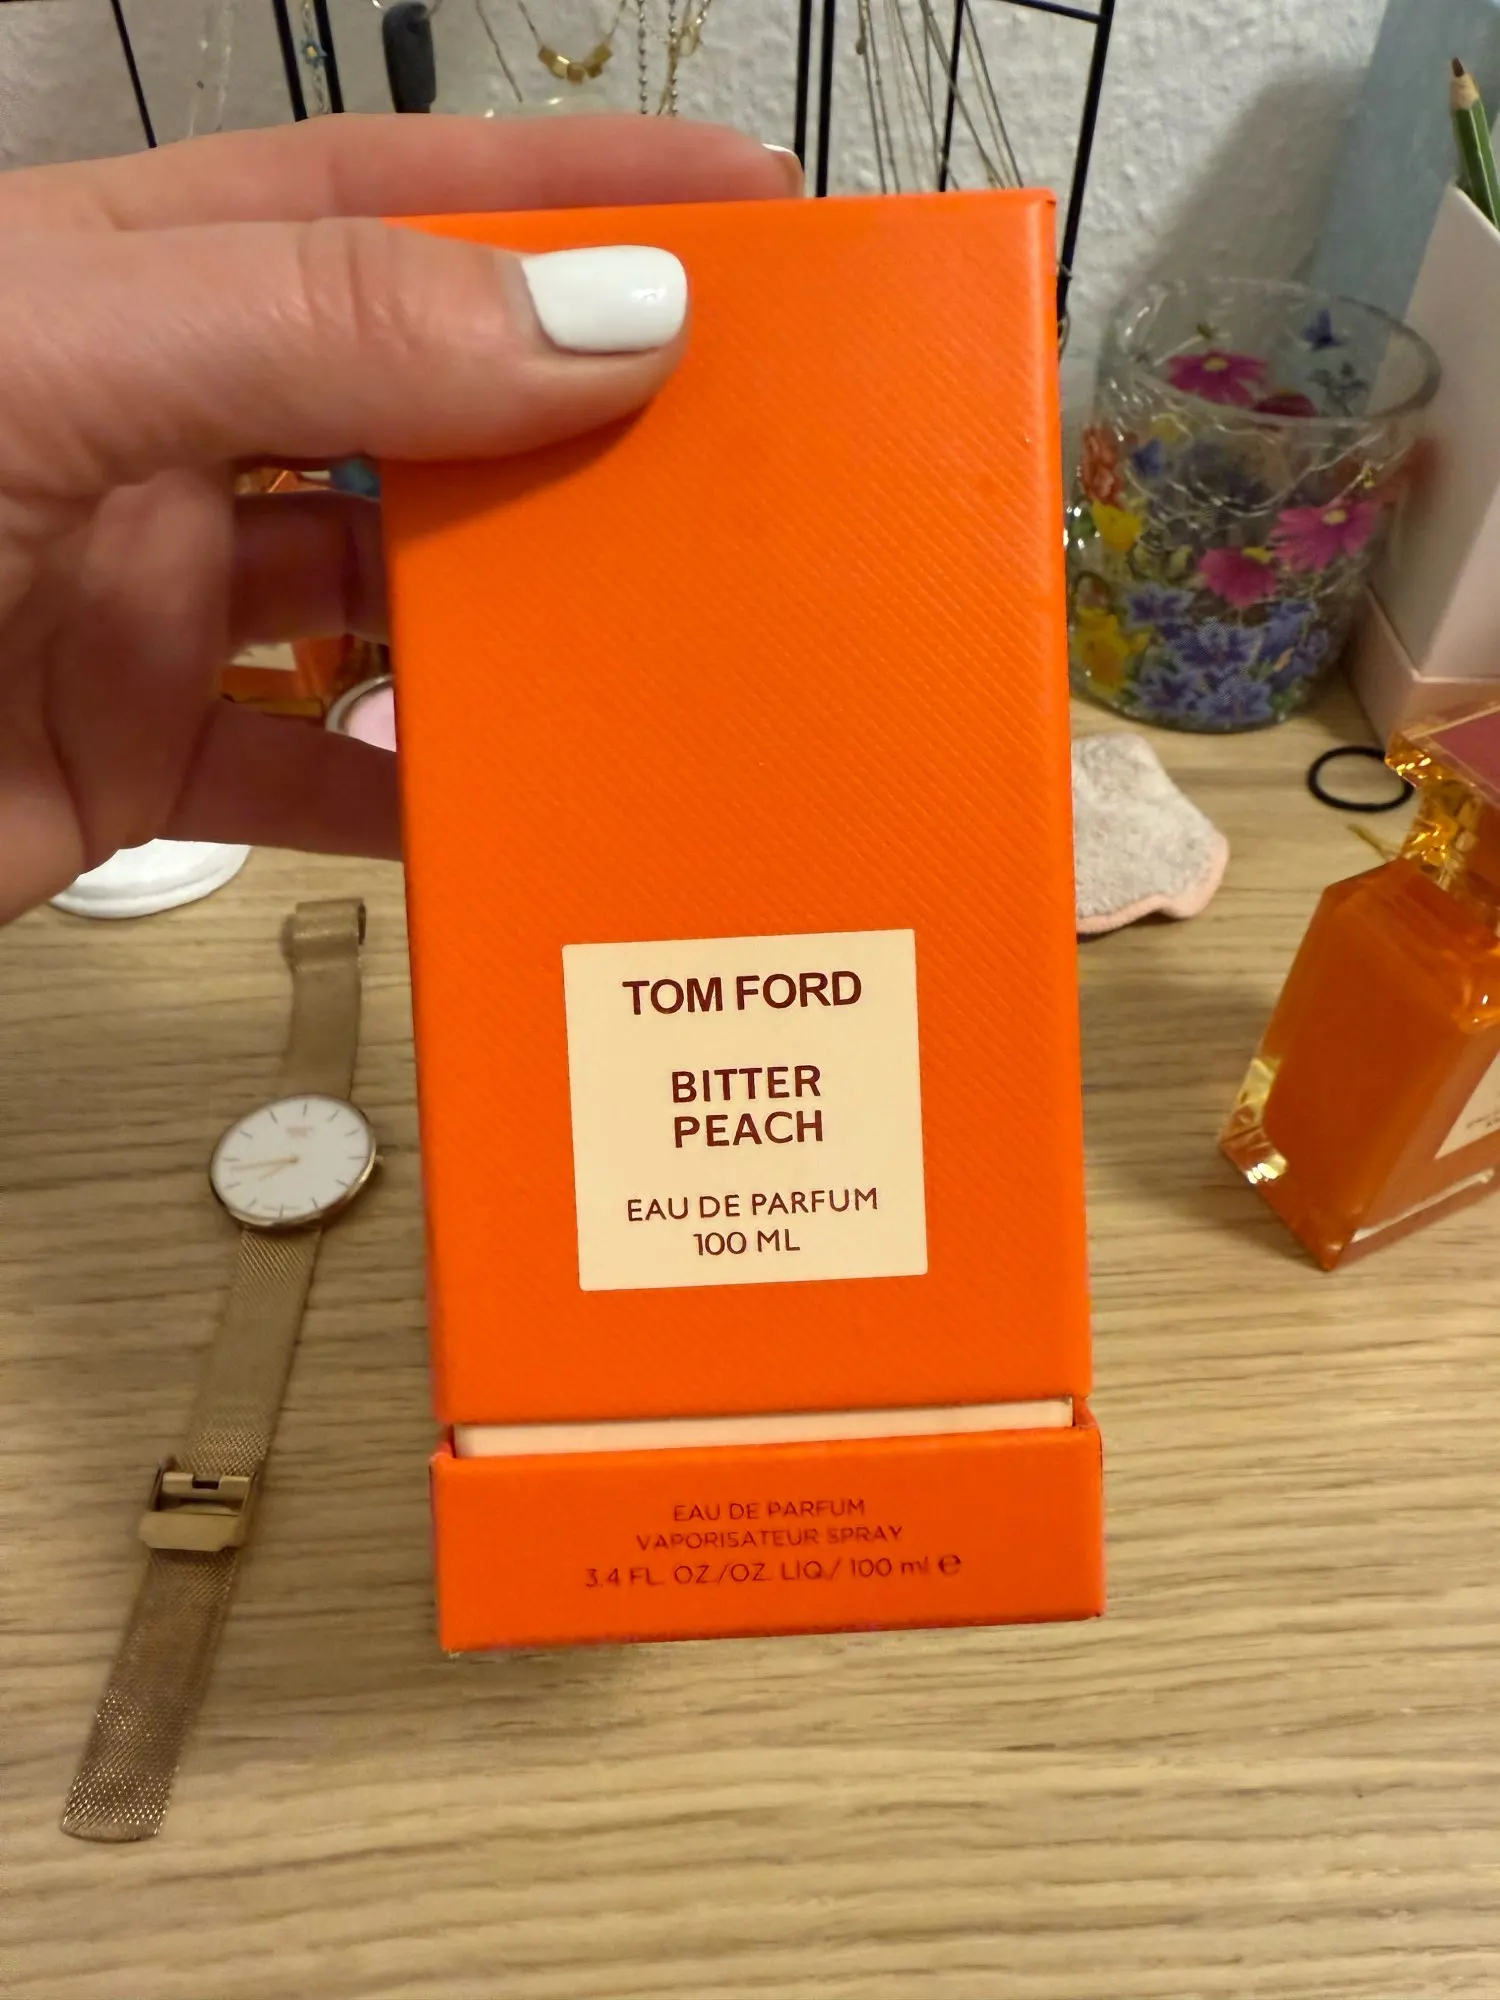 TOM FORD
BITTER
PEACH
EAU DE PARFUM
100 ML
EAU DE PARFUM
VAPORISATEUR SPRAY
3.4 FL. OZ./OZ. LIQ./ 100 ml ℮